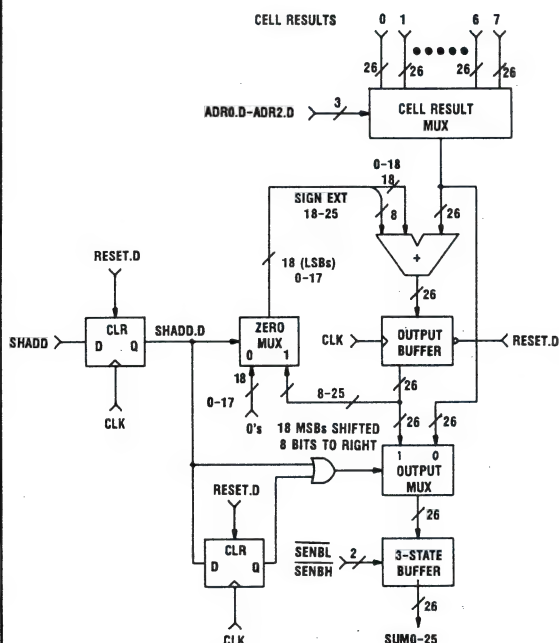 CELL RESULTS
0 1 6 7
26 26 26 26
ADR0.D-ADR2.D
3
CELL RESULT
MUX
0-18
18
SIGN EXT
18-25
8
26
+
18 (LSBs)
0-17
26
RESET.D
SHADD
CLR
D Q
SHADD.D
CLK
ZERO
MUX
0 1
CLK
OUTPUT
BUFFER
RESET.D
18
0-17
0's
8-25
26
18 MSBs SHIFTED
8 BITS TO RIGHT
26 26
1 0
OUTPUT
MUX
RESET.D
CLR
D Q
CLK
26
SENBL
SENBH
2
3-STATE
BUFFER
26
SUM0-25